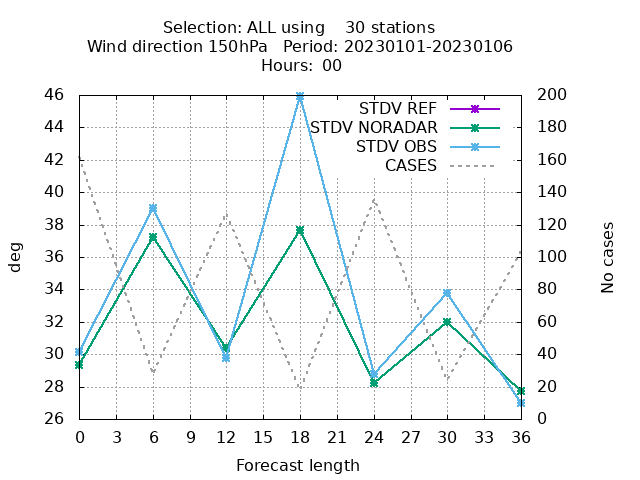 Selection: ALL using    30 stations
Wind direction 150hPa   Period: 20230101-20230106
Hours: 00
46 200
STDV REF
44 180
STDV NORADAR
STDV OBS
42 160
CASES
40 140
38 120
36 100
34 80
32 60
30 40
28 20
26 0
deg
No cases
0 3 6 9 12 15 18 21 24 27 30 33 36
Forecast length